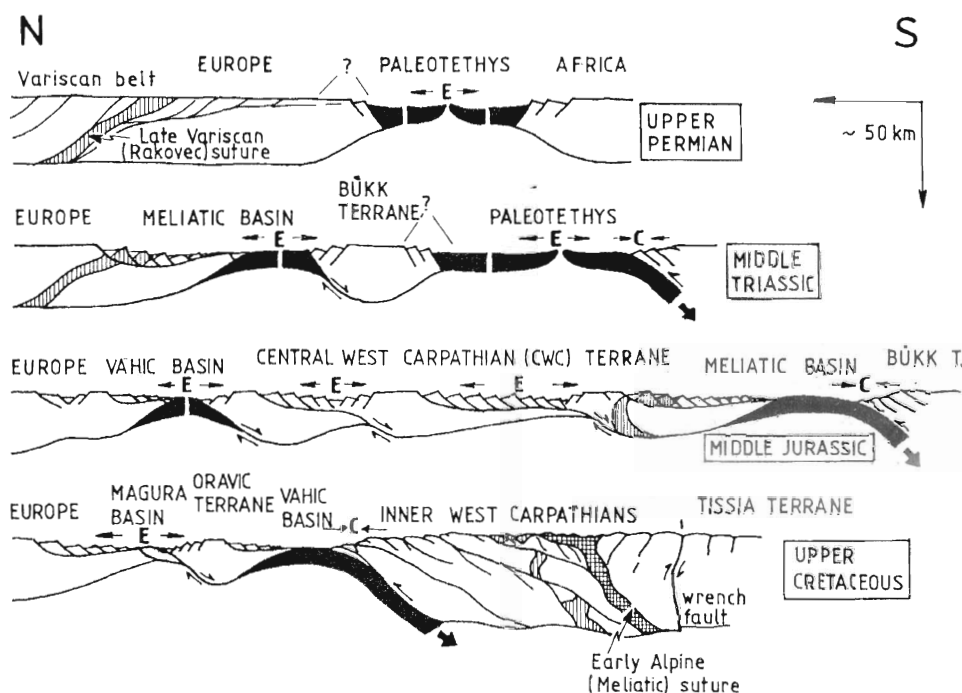 N
S
Variscan belt
EUROPE
?
PALEOTETHYS
AFRICA
E
Late Variscan
(Rakovec) suture
UPPER
PERMIAN
~ 50 km
EUROPE
MELIATIC BASIN
BÜKK
TERRANE
?
PALEOTETHYS
E
E
C
MIDDLE
TRIASSIC
EUROPE
VAHIC BASIN
CENTRAL WEST CARPATHIAN (CWC) TERRANE
MELIATIC BASIN
BÜKK T.
E
E
E
C
MIDDLE JURASSIC
EUROPE
MAGURA
BASIN
ORAVIC
TERRANE
VAHIC
BASIN
INNER WEST CARPATHIANS
TISSIA TERRANE
E
C
UPPER
CRETACEOUS
wrench
fault
Early Alpine
(Meliatic) suture